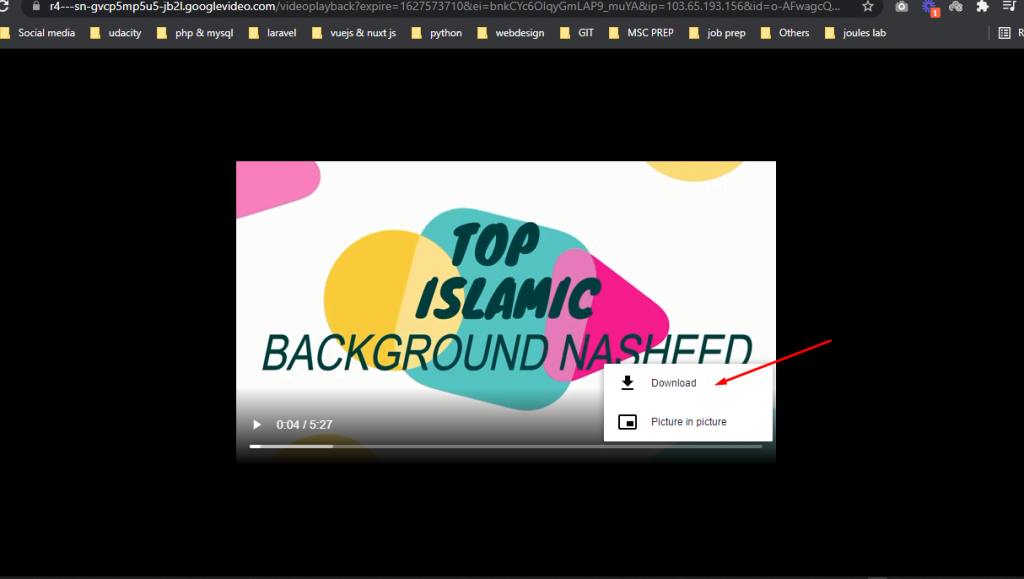 r4---sn-gvcp5mp5u5-jb2l.googlevideo.com/videoplayback?expire=1627573710&ei=bnkCYc6OIqyGmLAP9_muYA&ip=103.65.193.156&id=o-AFwagcQ...
1
Social media udacity php & mysql laravel vuejs & nuxt js python webdesign GIT MSC PREP job prep Others joules lab R
TOP
ISLAMIC
BACKGROUND NASHEED
Download
0:04 / 5:27
Picture in picture